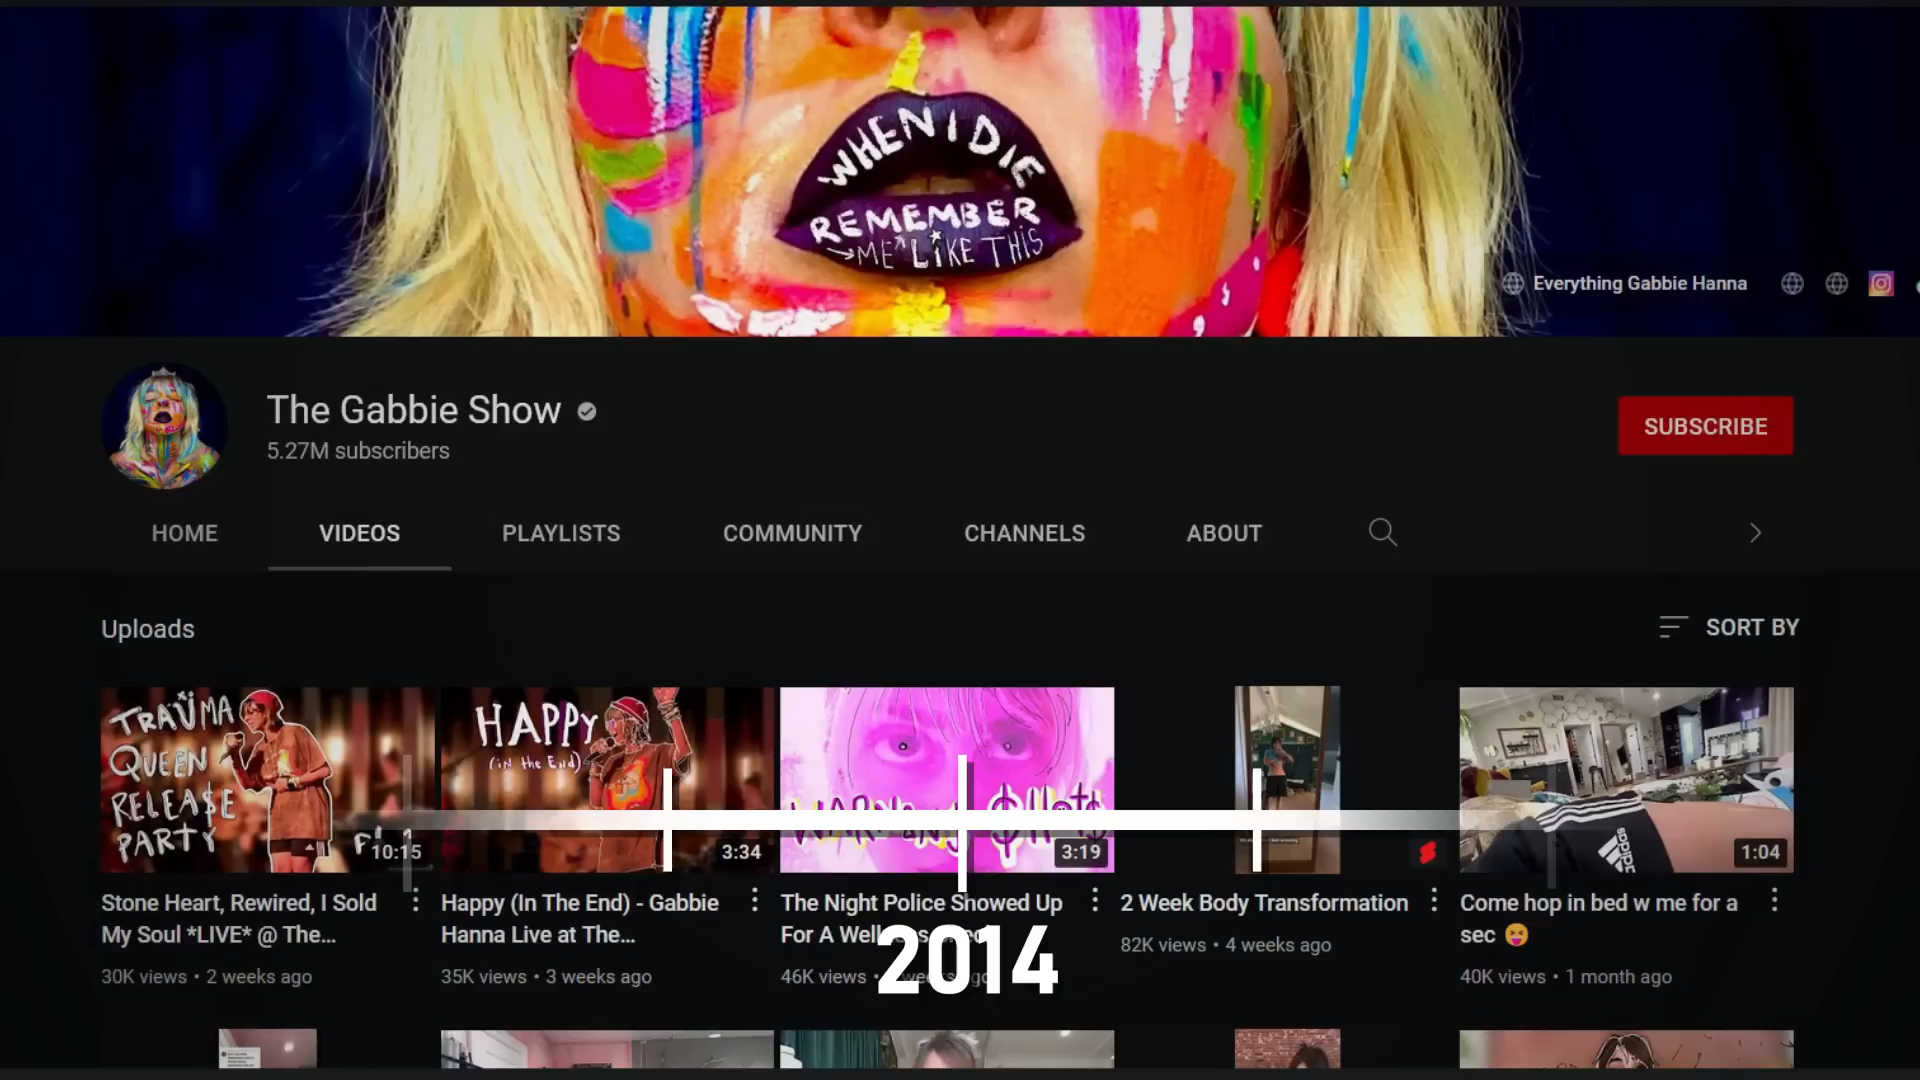 WHEN I DIE
REMEMBER
ME LIKE THIS
Everything Gabbie Hanna
The Gabbie Show
5.27M subscribers
SUBSCRIBE
HOME
VIDEOS
PLAYLISTS
COMMUNITY
CHANNELS
ABOUT
Uploads
SORT BY
TRAUMA
QUEEN
RELEA$E
PARTY
10:15
HAPPY
(iN the End)
3:34
WARNING $HOTS
3:19
adidas
1:04
Stone Heart, Rewired, I Sold
My Soul *LIVE* @ The...
30K views • 2 weeks ago
Happy (In The End) - Gabbie
Hanna Live at The...
35K views • 3 weeks ago
The Night Police Showed Up
For A
46K views •
2 Week Body Transformation
82K views • 4 weeks ago
Come hop in bed w me for a
sec 😝
40K views • 1 month ago
2014